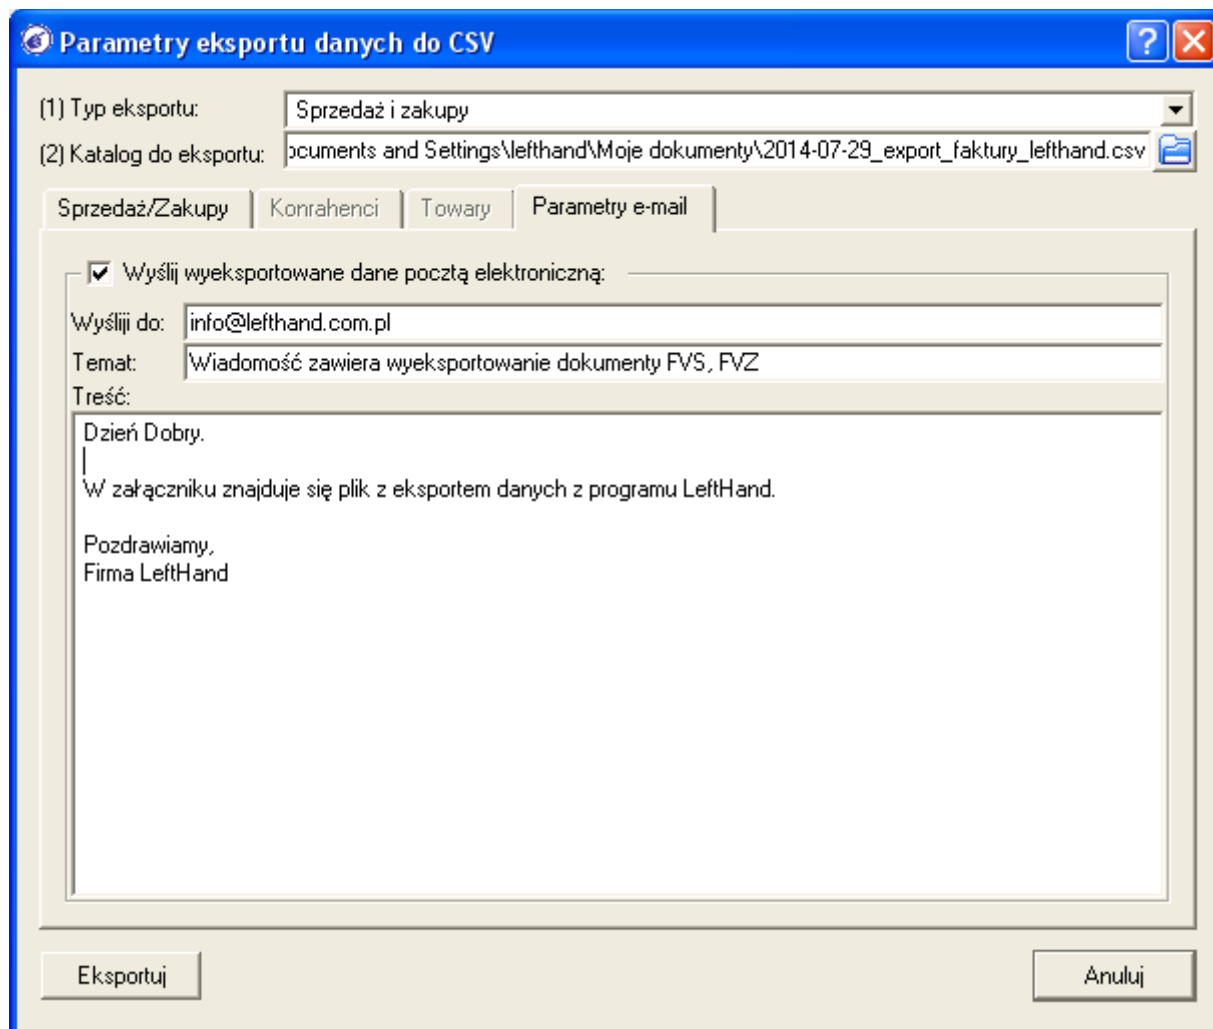 Parametry eksportu danych do CSV
(1) Typ eksportu: Sprzedaż i zakupy
(2) Katalog do eksportu: ocuments and Settings\lefthand\Moje dokumenty\2014-07-29_export_faktury_lefthand.csv
Sprzedaż/Zakupy Konrahenci Towary Parametry e-mail
Wyślij wyeksportowane dane pocztą elektroniczną:
Wyśliji do: info@lefthand.com.pl
Temat: Wiadomość zawiera wyeksportowanie dokumenty FVS, FVZ
Treść:
Dzień Dobry.
W załączniku znajduje się plik z eksportem danych z programu LeftHand.
Pozdrawiamy,
Firma LeftHand
Eksportuj Anuluj